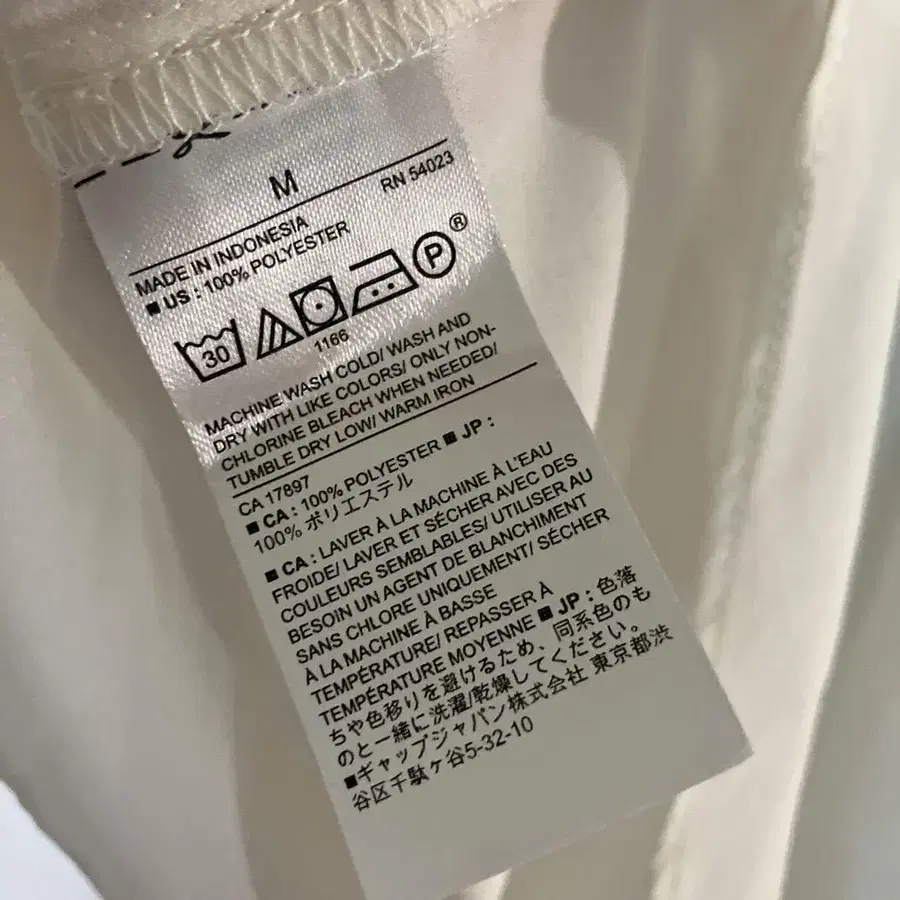 M
RN 54023
MADE IN INDONESIA
■ US : 100% POLYESTER
30
P®
1166
MACHINE WASH COLD/ WASH AND
DRY WITH LIKE COLORS/ ONLY NON-
CHLORINE BLEACH WHEN NEEDED/
TUMBLE DRY LOW/ WARM IRON
CA 17897
■ CA : 100% POLYESTER ■ JP :
100% ポリエステル
■ CA : LAVER À LA MACHINE À L'EAU
FROIDE/ LAVER ET SÉCHER AVEC DES
COULEURS SEMBLABLES/ UTILISER AU
BESOIN UN AGENT DE BLANCHIMENT
SANS CHLORE UNIQUEMENT/ SÉCHER
À LA MACHINE À BASSE
TEMPÉRATURE/ REPASSER À
TEMPÉRATURE MOYENNE ■ JP : 色落
ちや色移りを避けるため、同系色のも
のと一緒に洗濯/乾燥してください。
■ギャップジャパン株式会社 東京都渋
谷区千駄ヶ谷5-32-10